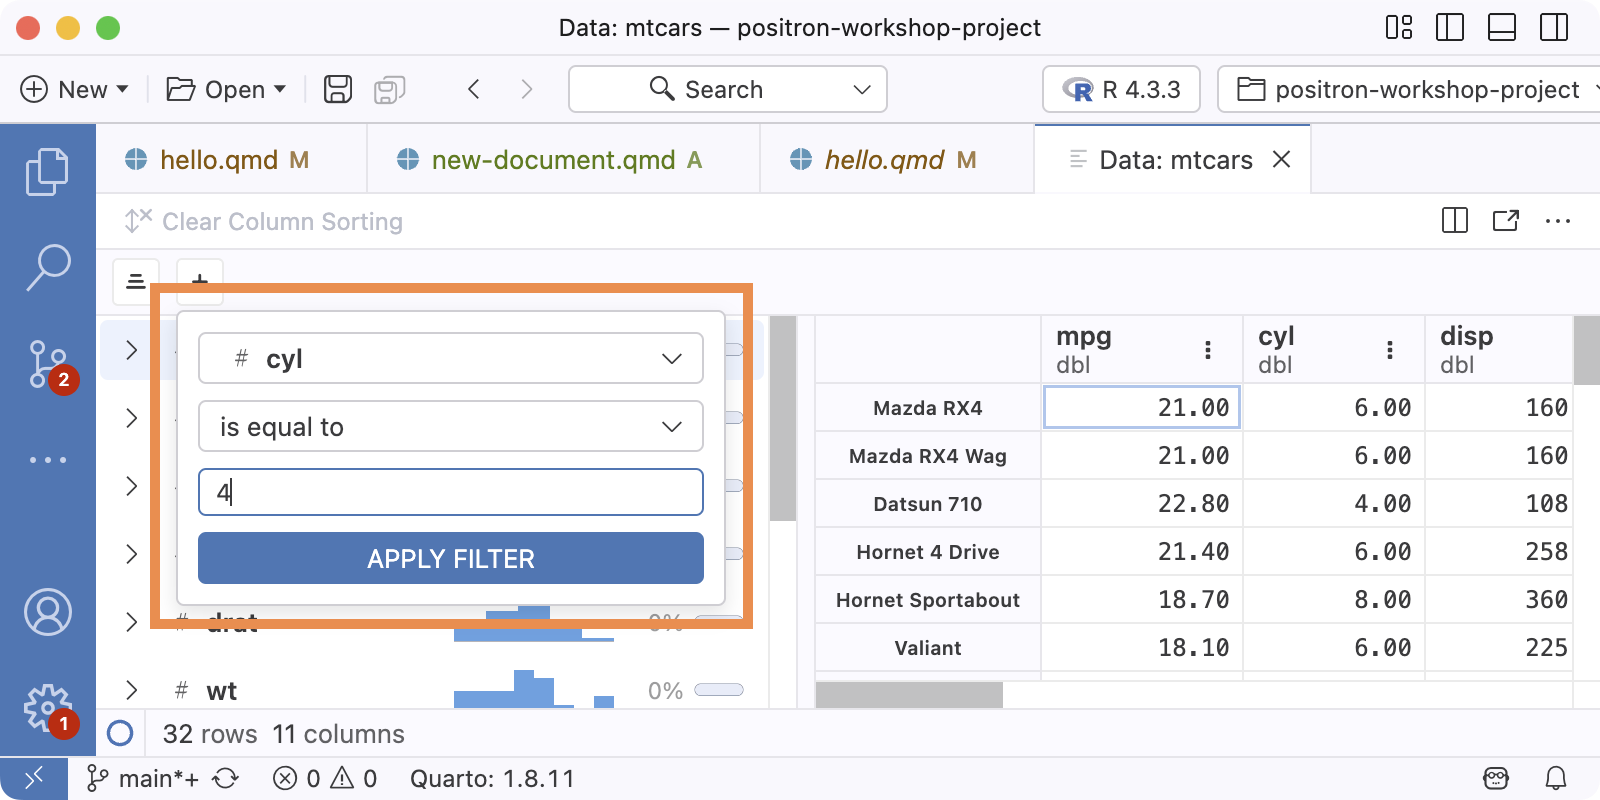 Data: mtcars — positron-workshop-project
New Open Search R 4.3.3 positron-workshop-project
hello.qmd M new-document.qmd A hello.qmd M Data: mtcars
Clear Column Sorting
# cyl
is equal to
4
APPLY FILTER
# drat 0%
# wt 0%
mpg cyl disp
dbl dbl dbl
Mazda RX4 21.00 6.00 160
Mazda RX4 Wag 21.00 6.00 160
Datsun 710 22.80 4.00 108
Hornet 4 Drive 21.40 6.00 258
Hornet Sportabout 18.70 8.00 360
Valiant 18.10 6.00 225
2
1
32 rows 11 columns
main*+ 0 0 Quarto: 1.8.11